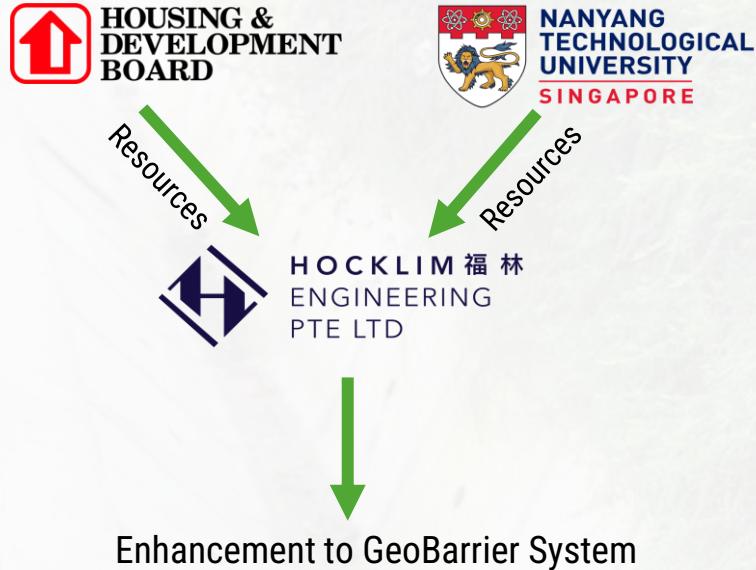 HOUSING &
DEVELOPMENT
BOARD
NANYANG
TECHNOLOGICAL
UNIVERSITY
SINGAPORE
Resources
Resources
HOCKLIM 福林
ENGINEERING
PTE LTD
Enhancement to GeoBarrier System